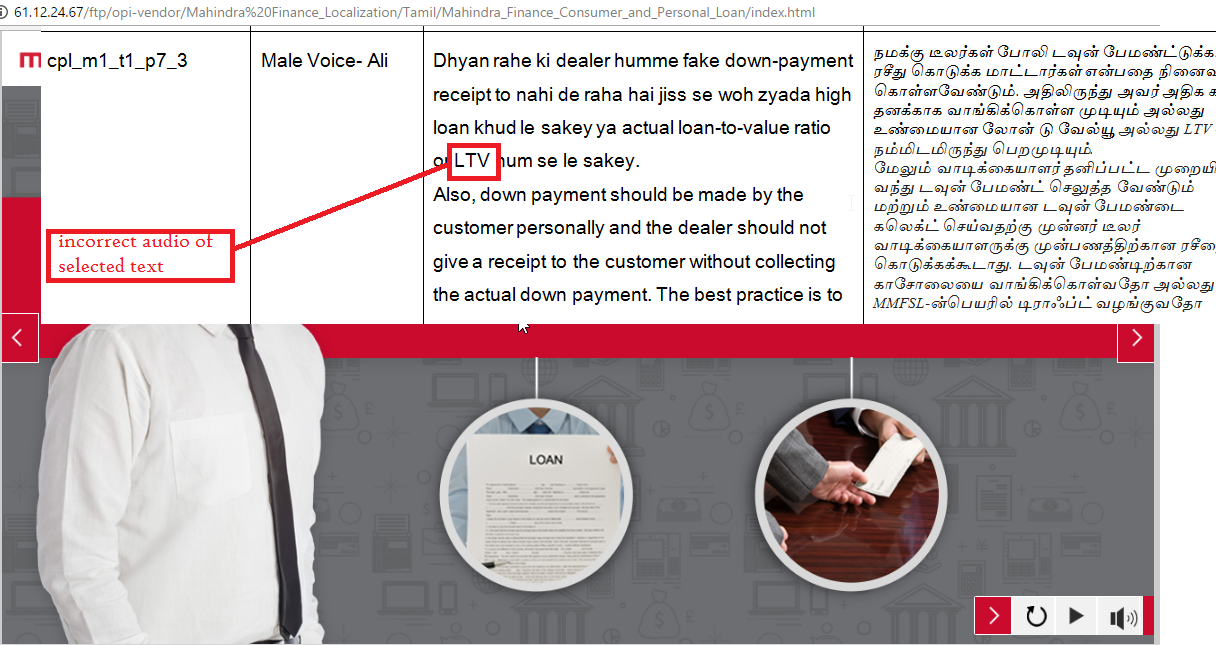 61.12.24.67/ftp/opi-vendor/Mahindra%20Finance_Localization/Tamil/Mahindra_Finance_Consumer_and_Personal_Loan/index.html
m
cpl_m1_t1_p7_3
Male Voice- Ali
Dhyan rahe ki dealer humme fake down-payment
receipt to nahi de raha hai jiss se woh zyada high
loan khud le sakey ya actual loan-to-value ratio
or LTV hum se le sakey.
Also, down payment should be made by the
customer personally and the dealer should not
give a receipt to the customer without collecting
the actual down payment. The best practice is to
நமக்கு டீலர்கள் போலி டவுன் பேமண்ட்டுக்க
ரசீது கொடுக்க மாட்டார்கள் என்பதை நினைவ
கொள்ளவேண்டும். அதிலிருந்து அவர் அதிக க
தனக்காக வாங்கிக்கொள்ள முடியும் அல்லது
உண்மையான லோன் டு வேல்யூ அல்லது LTV
நம்மிடமிருந்து பெறமுடியும்.
மேலும் வாடிக்கையாளர் தனிப்பட்ட முறையி
வந்து டவுன் பேமண்ட் செலுத்த வேண்டும்
மற்றும் உண்மையான டவுன் பேமண்டை
கலெக்ட் செய்வதற்கு முன்னர் டீலர்
வாடிக்கையாளருக்கு முன்பணத்திற்கான ரசீதை
கொடுக்கக்கூடாது. டவுன் பேமண்டிற்கான
காசோலையை வாங்கிக்கொள்வதோ அல்லது
MMFSL-ன்பெயரில் டிராஃப்ட் வழங்குவதோ
incorrect audio of
selected text
LOAN